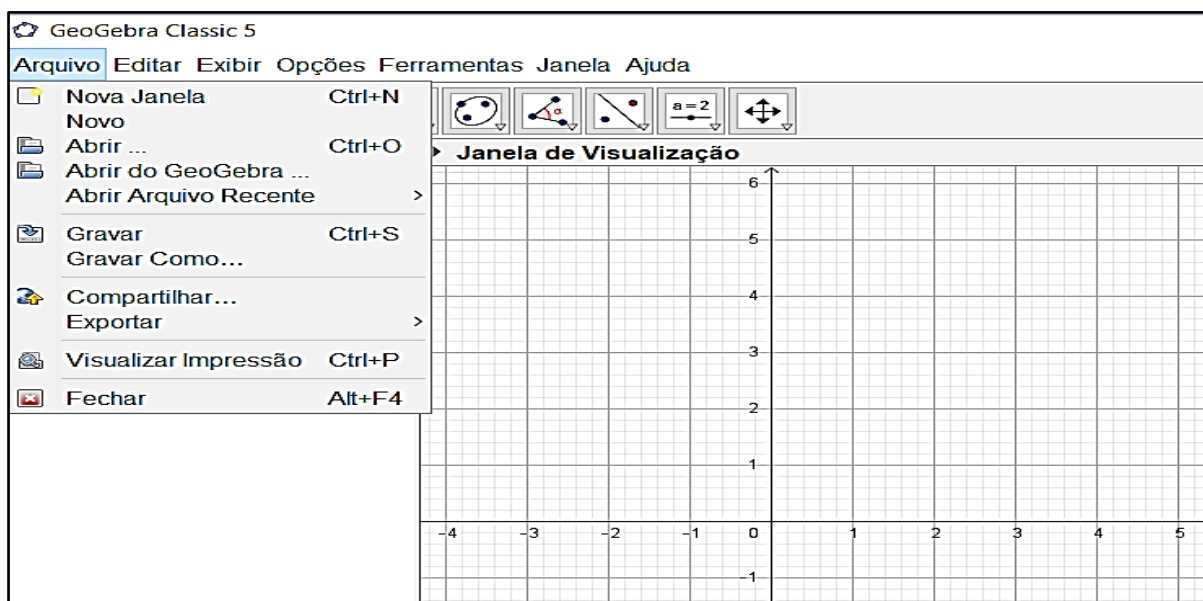 GeoGebra Classic 5
Arquivo Editar Exibir Opções Ferramentas Janela Ajuda
Nova Janela Ctrl+N
Novo
Abrir ... Ctrl+O
Abrir do GeoGebra ...
Abrir Arquivo Recente >
Gravar Ctrl+S
Gravar Como...
Compartilhar...
Exportar >
Visualizar Impressão Ctrl+P
Fechar Alt+F4
α
a=2
Janela de Visualização
6
5
4
3
2
1
-4 -3 -2 -1 0 1 2 3 4 5
-1